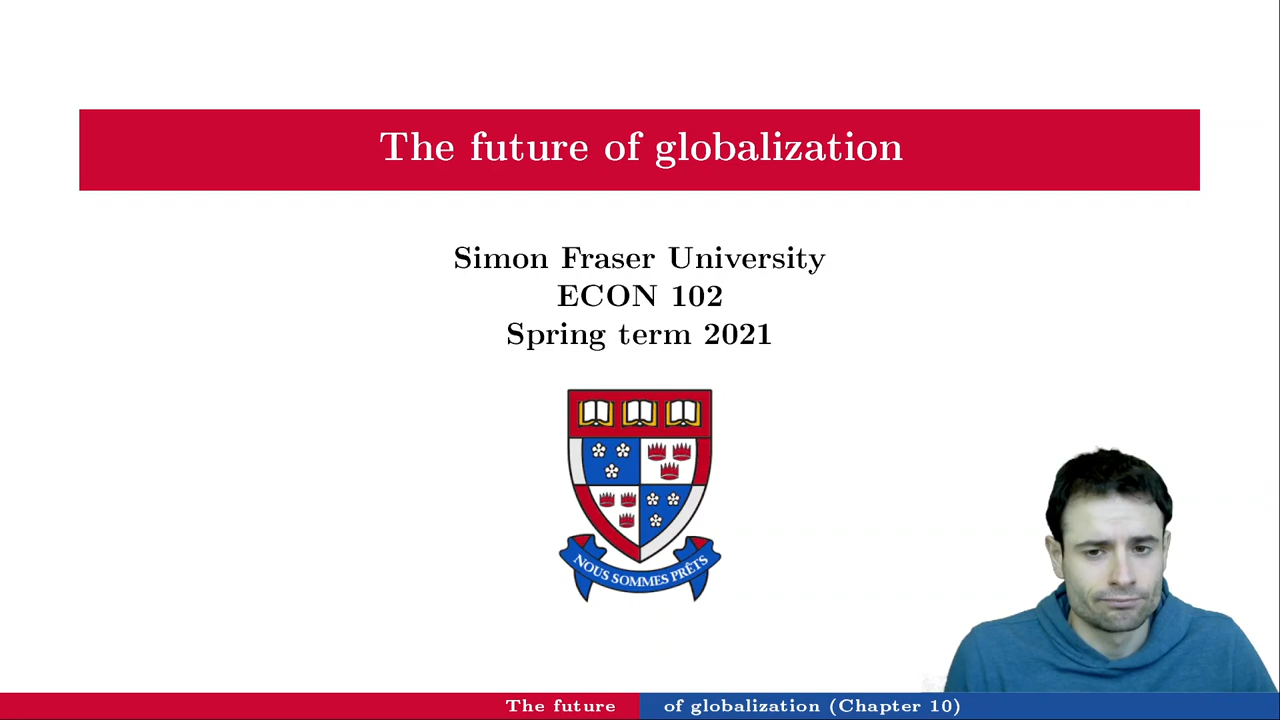 The future of globalization
Simon Fraser University
ECON 102
Spring term 2021
NOUS SOMMES PRÊTS
The future of globalization (Chapter 10)